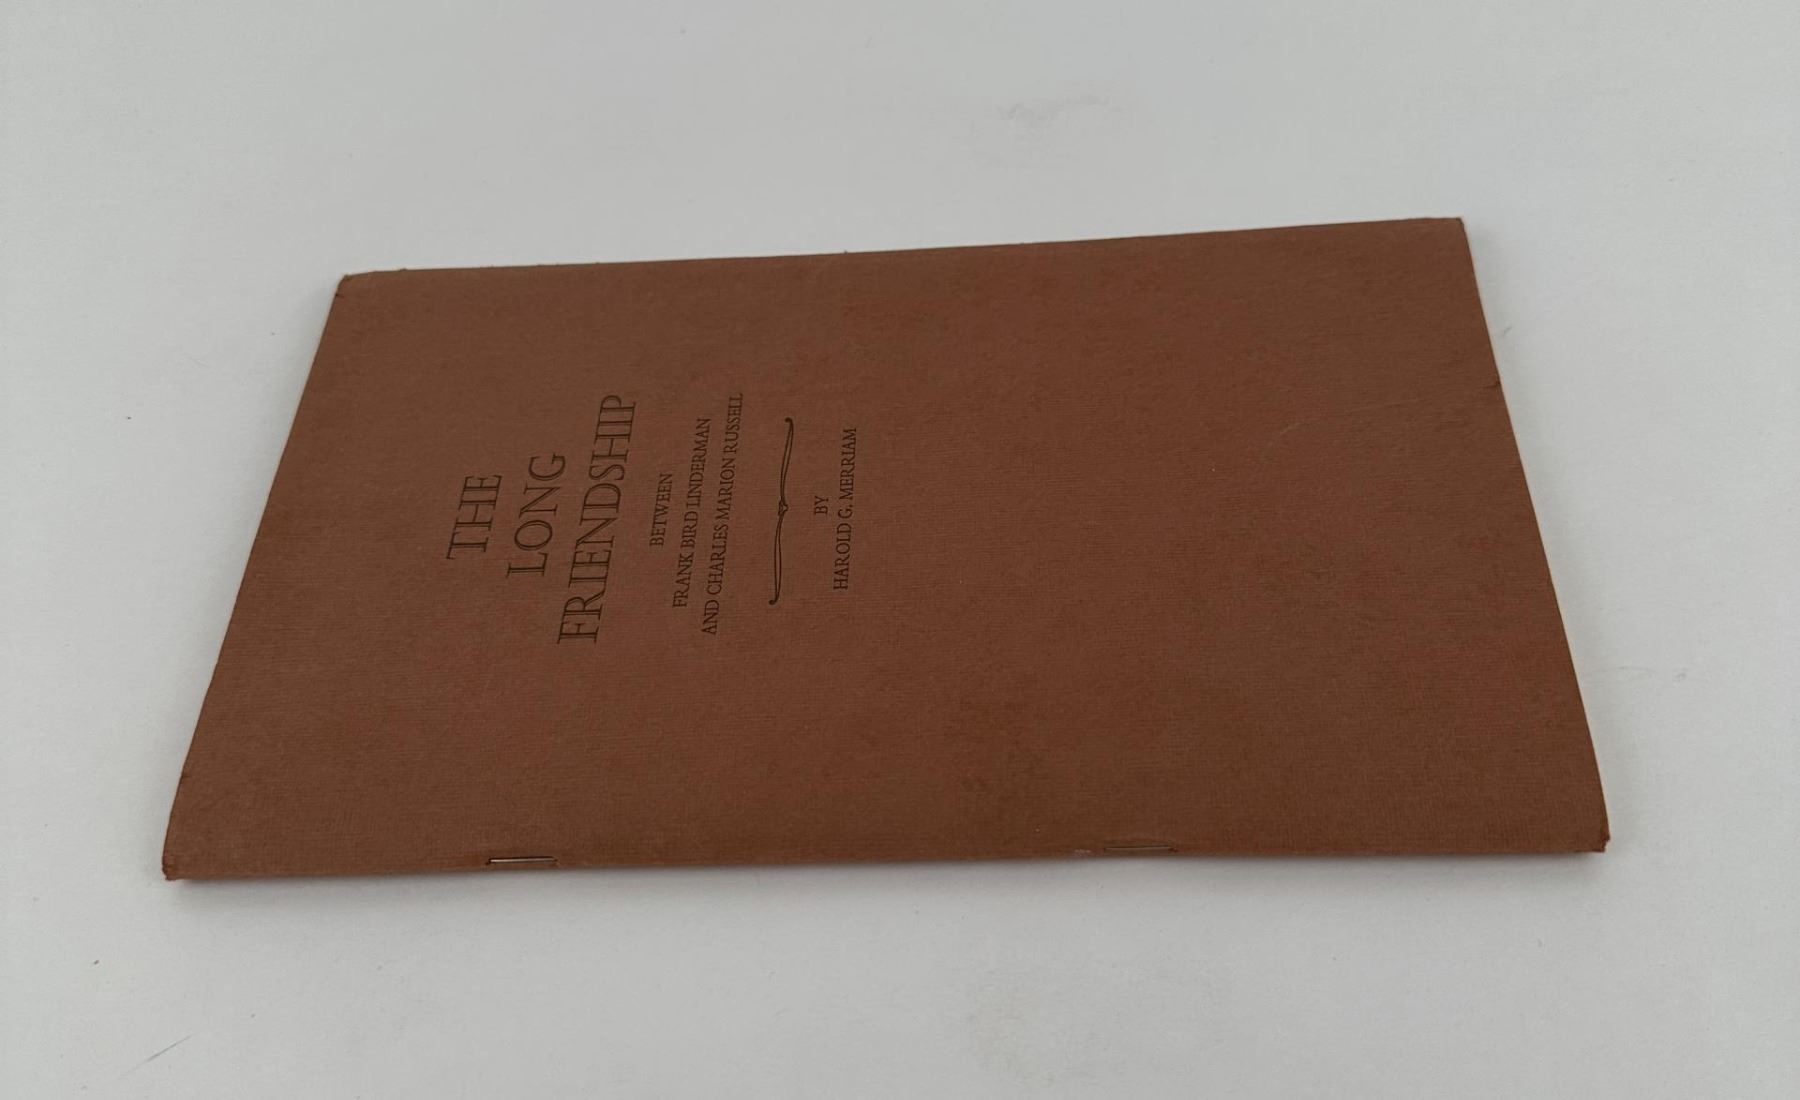 THE
LONG
FRIENDSHIP
BETWEEN
FRANK BIRD LINDERMAN
AND CHARLES MARION RUSSELL
BY
HAROLD G. MERRIAM